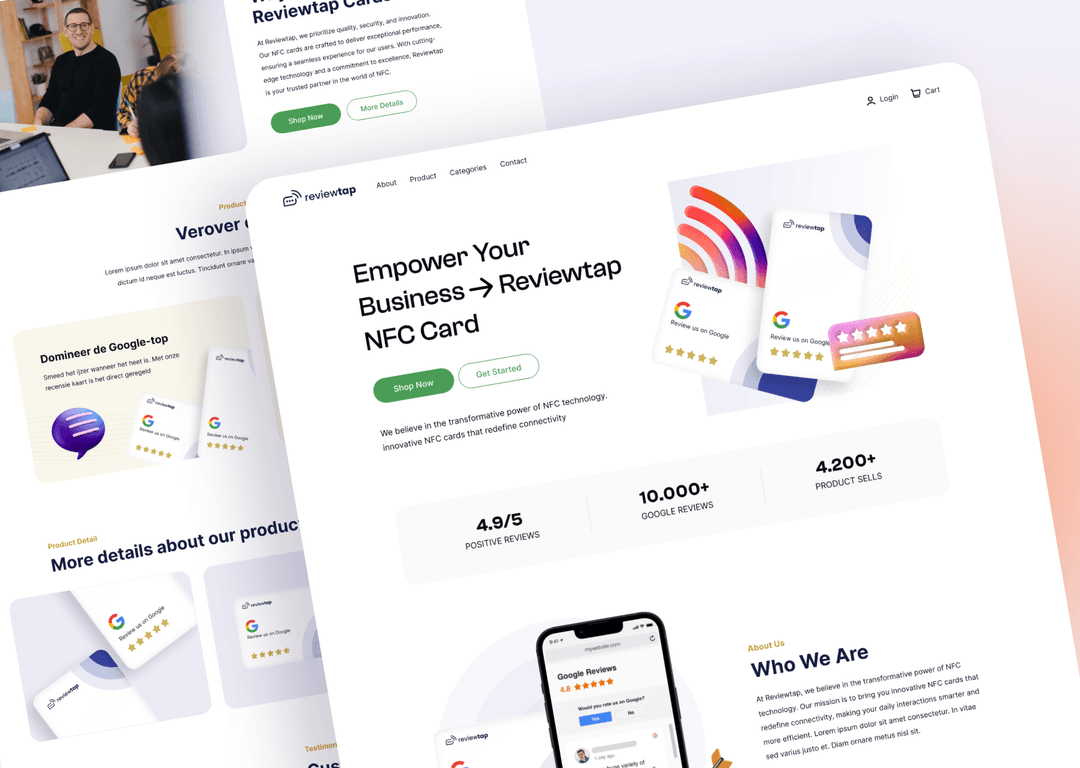 Reviewtap Cards
At Reviewtap, we prioritize quality, security, and innovation.
Our NFC cards are crafted to deliver exceptional performance,
ensuring a seamless experience for our users. With cutting-
edge technology and a commitment to excellence, Reviewtap
is your trusted partner in the world of NFC.
Shop Now
More Details
Product
Verover
Lorem ipsum dolor sit amet consectetur. In ipsum
dictum id neque est luctus. Tincidunt ornare
Domineer de Google-top
Smeed het ijzer wanneer het heet is. Met onze
recensie kaart is het direct geregeld
reviewtap
Review us on Google
reviewtap
Review us on Google
Product Detail
More details about our product
Review us on Google
reviewtap
reviewtap
Review us on Google
Testimon
Cus
Login
Cart
reviewtap
About
Product
Categories
Contact
Empower Your
Business → Reviewtap
NFC Card
Shop Now
Get Started
We believe in the transformative power of NFC technology.
innovative NFC cards that redefine connectivity
reviewtap
Review us on Google
reviewtap
Review us on Google
4.9/5
POSITIVE REVIEWS
10.000+
GOOGLE REVIEWS
4.200+
PRODUCT SELLS
9:41
mywebsite.com
Google Reviews
4.8
Would you rate us on Google?
Yes
No
1 day ago
huge variety of
reviewtap
About Us
Who We Are
At Reviewtap, we believe in the transformative power of NFC
technology. Our mission is to bring you innovative NFC cards that
redefine connectivity, making your daily interactions smarter and
more efficient. Lorem ipsum dolor sit amet consectetur. In vitae
sed varius justo et. Diam ornare metus nisl sit.